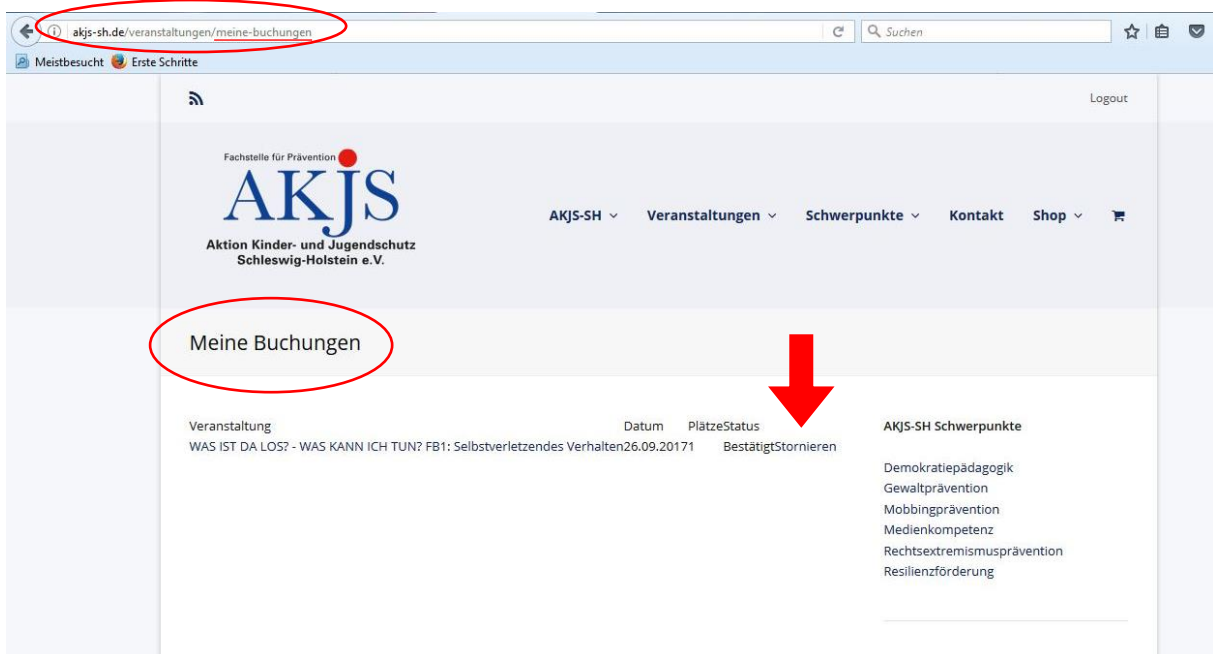 akjs-sh.de/veranstaltungen/meine-buchungen
Suchen
Meistbesucht Erste Schritte
Logout
Fachstelle für Prävention
AKJS
Aktion Kinder- und Jugendschutz
Schleswig-Holstein e.V.
AKJS-SH Veranstaltungen Schwerpunkte Kontakt Shop
Meine Buchungen
Veranstaltung Datum PlätzeStatus
WAS IST DA LOS? - WAS KANN ICH TUN? FB1: Selbstverletzendes Verhalten26.09.20171 BestätigtStornieren
AKJS-SH Schwerpunkte
Demokratiepädagogik
Gewaltprävention
Mobbingprävention
Medienkompetenz
Rechtsextremismusprävention
Resilienzförderung